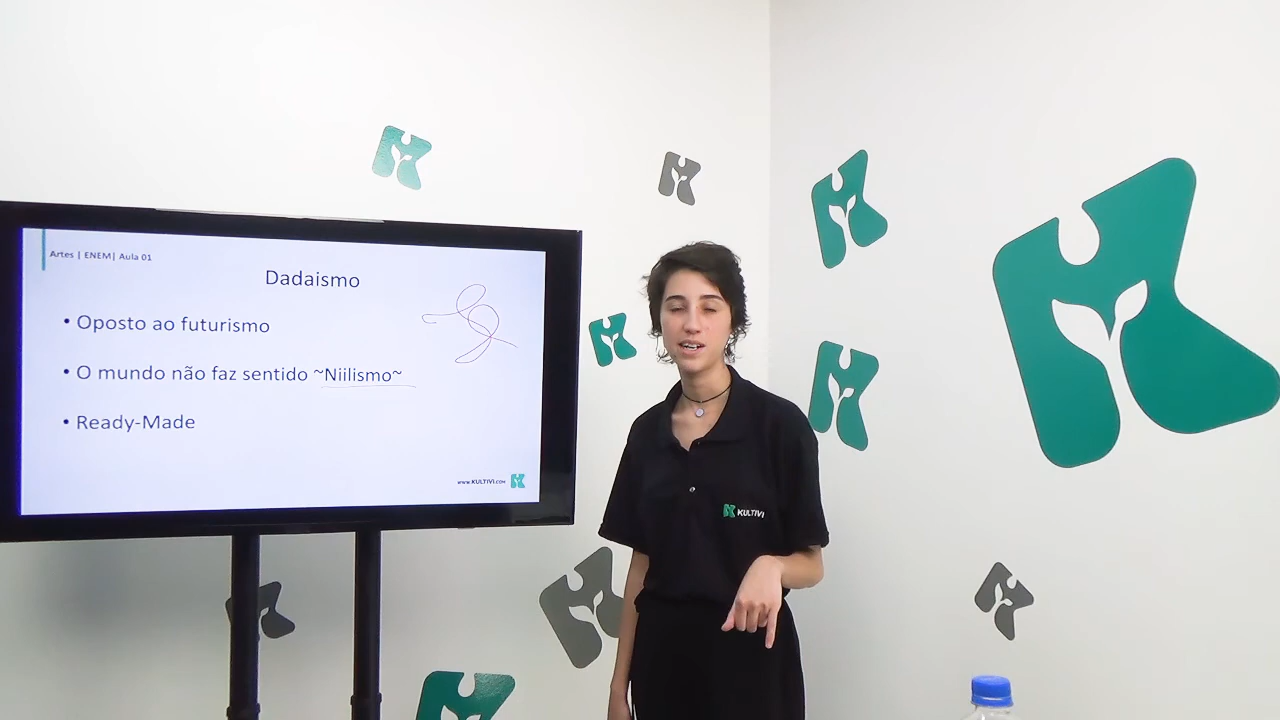 Artes | ENEM| Aula 01
Dadaismo
• Oposto ao futurismo
• O mundo não faz sentido ~Niilismo~
• Ready-Made
www.KULTIVI.COM
KULTIVI